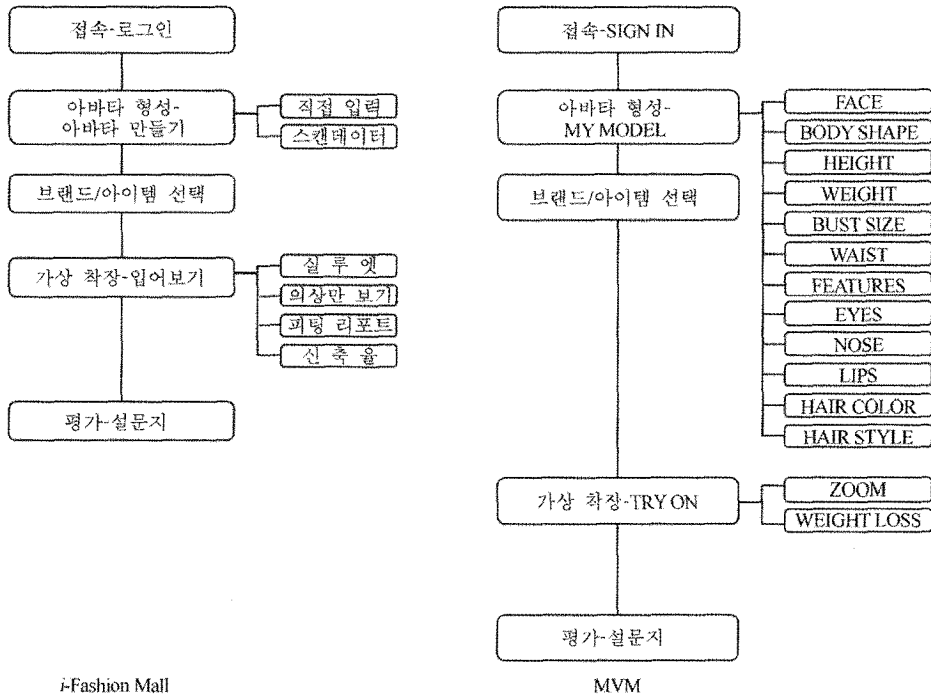 접속-로그인
아바타 형성-
아바타 만들기
직접 입력
스캔데이터
브랜드/아이템 선택
가상 착장-입어보기
실 루 엣
의상만 보기
피팅 리포트
신 축 율
평가-설문지
i-Fashion Mall
접속-SIGN IN
아바타 형성-
MY MODEL
FACE
BODY SHAPE
HEIGHT
WEIGHT
BUST SIZE
WAIST
FEATURES
EYES
NOSE
LIPS
HAIR COLOR
HAIR STYLE
브랜드/아이템 선택
가상 착장-TRY ON
ZOOM
WEIGHT LOSS
평가-설문지
MVM